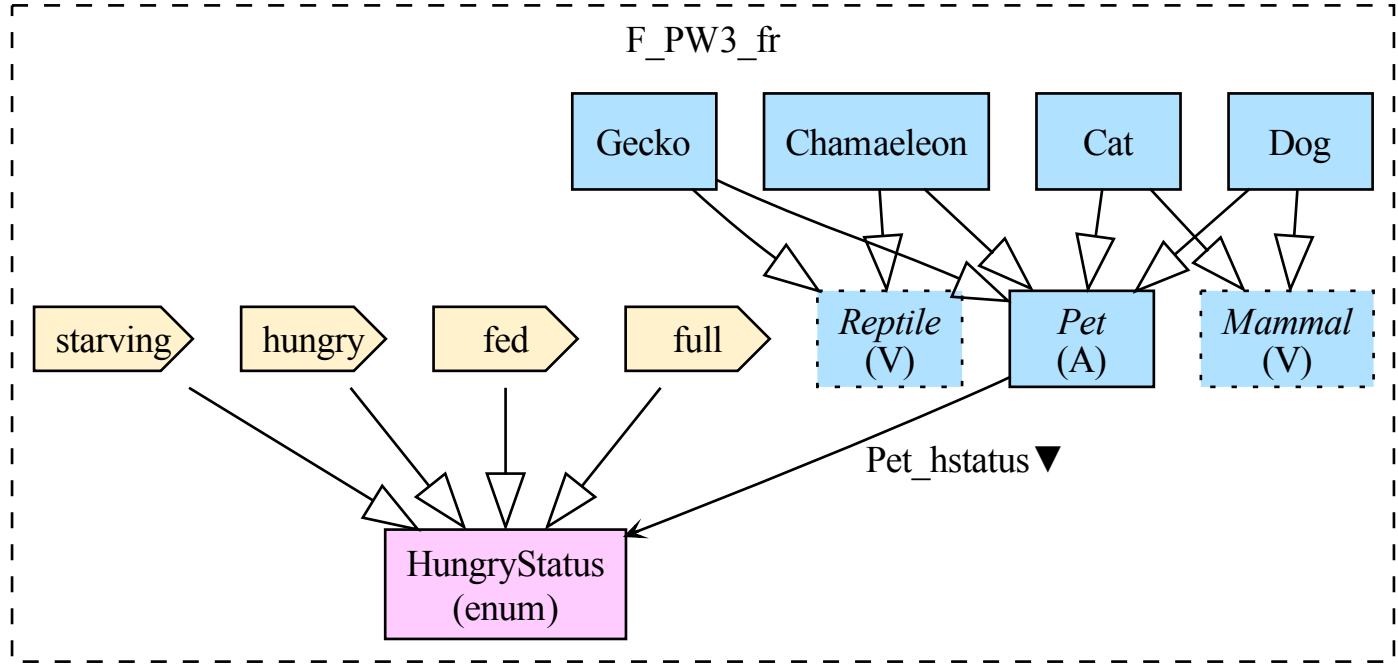 F_PW3_fr
Gecko
Chamaeleon
Cat
Dog
starving
hungry
fed
full
Reptile
(V)
Pet
(A)
Mammal
(V)
Pet_hstatus▼
HungryStatus
(enum)